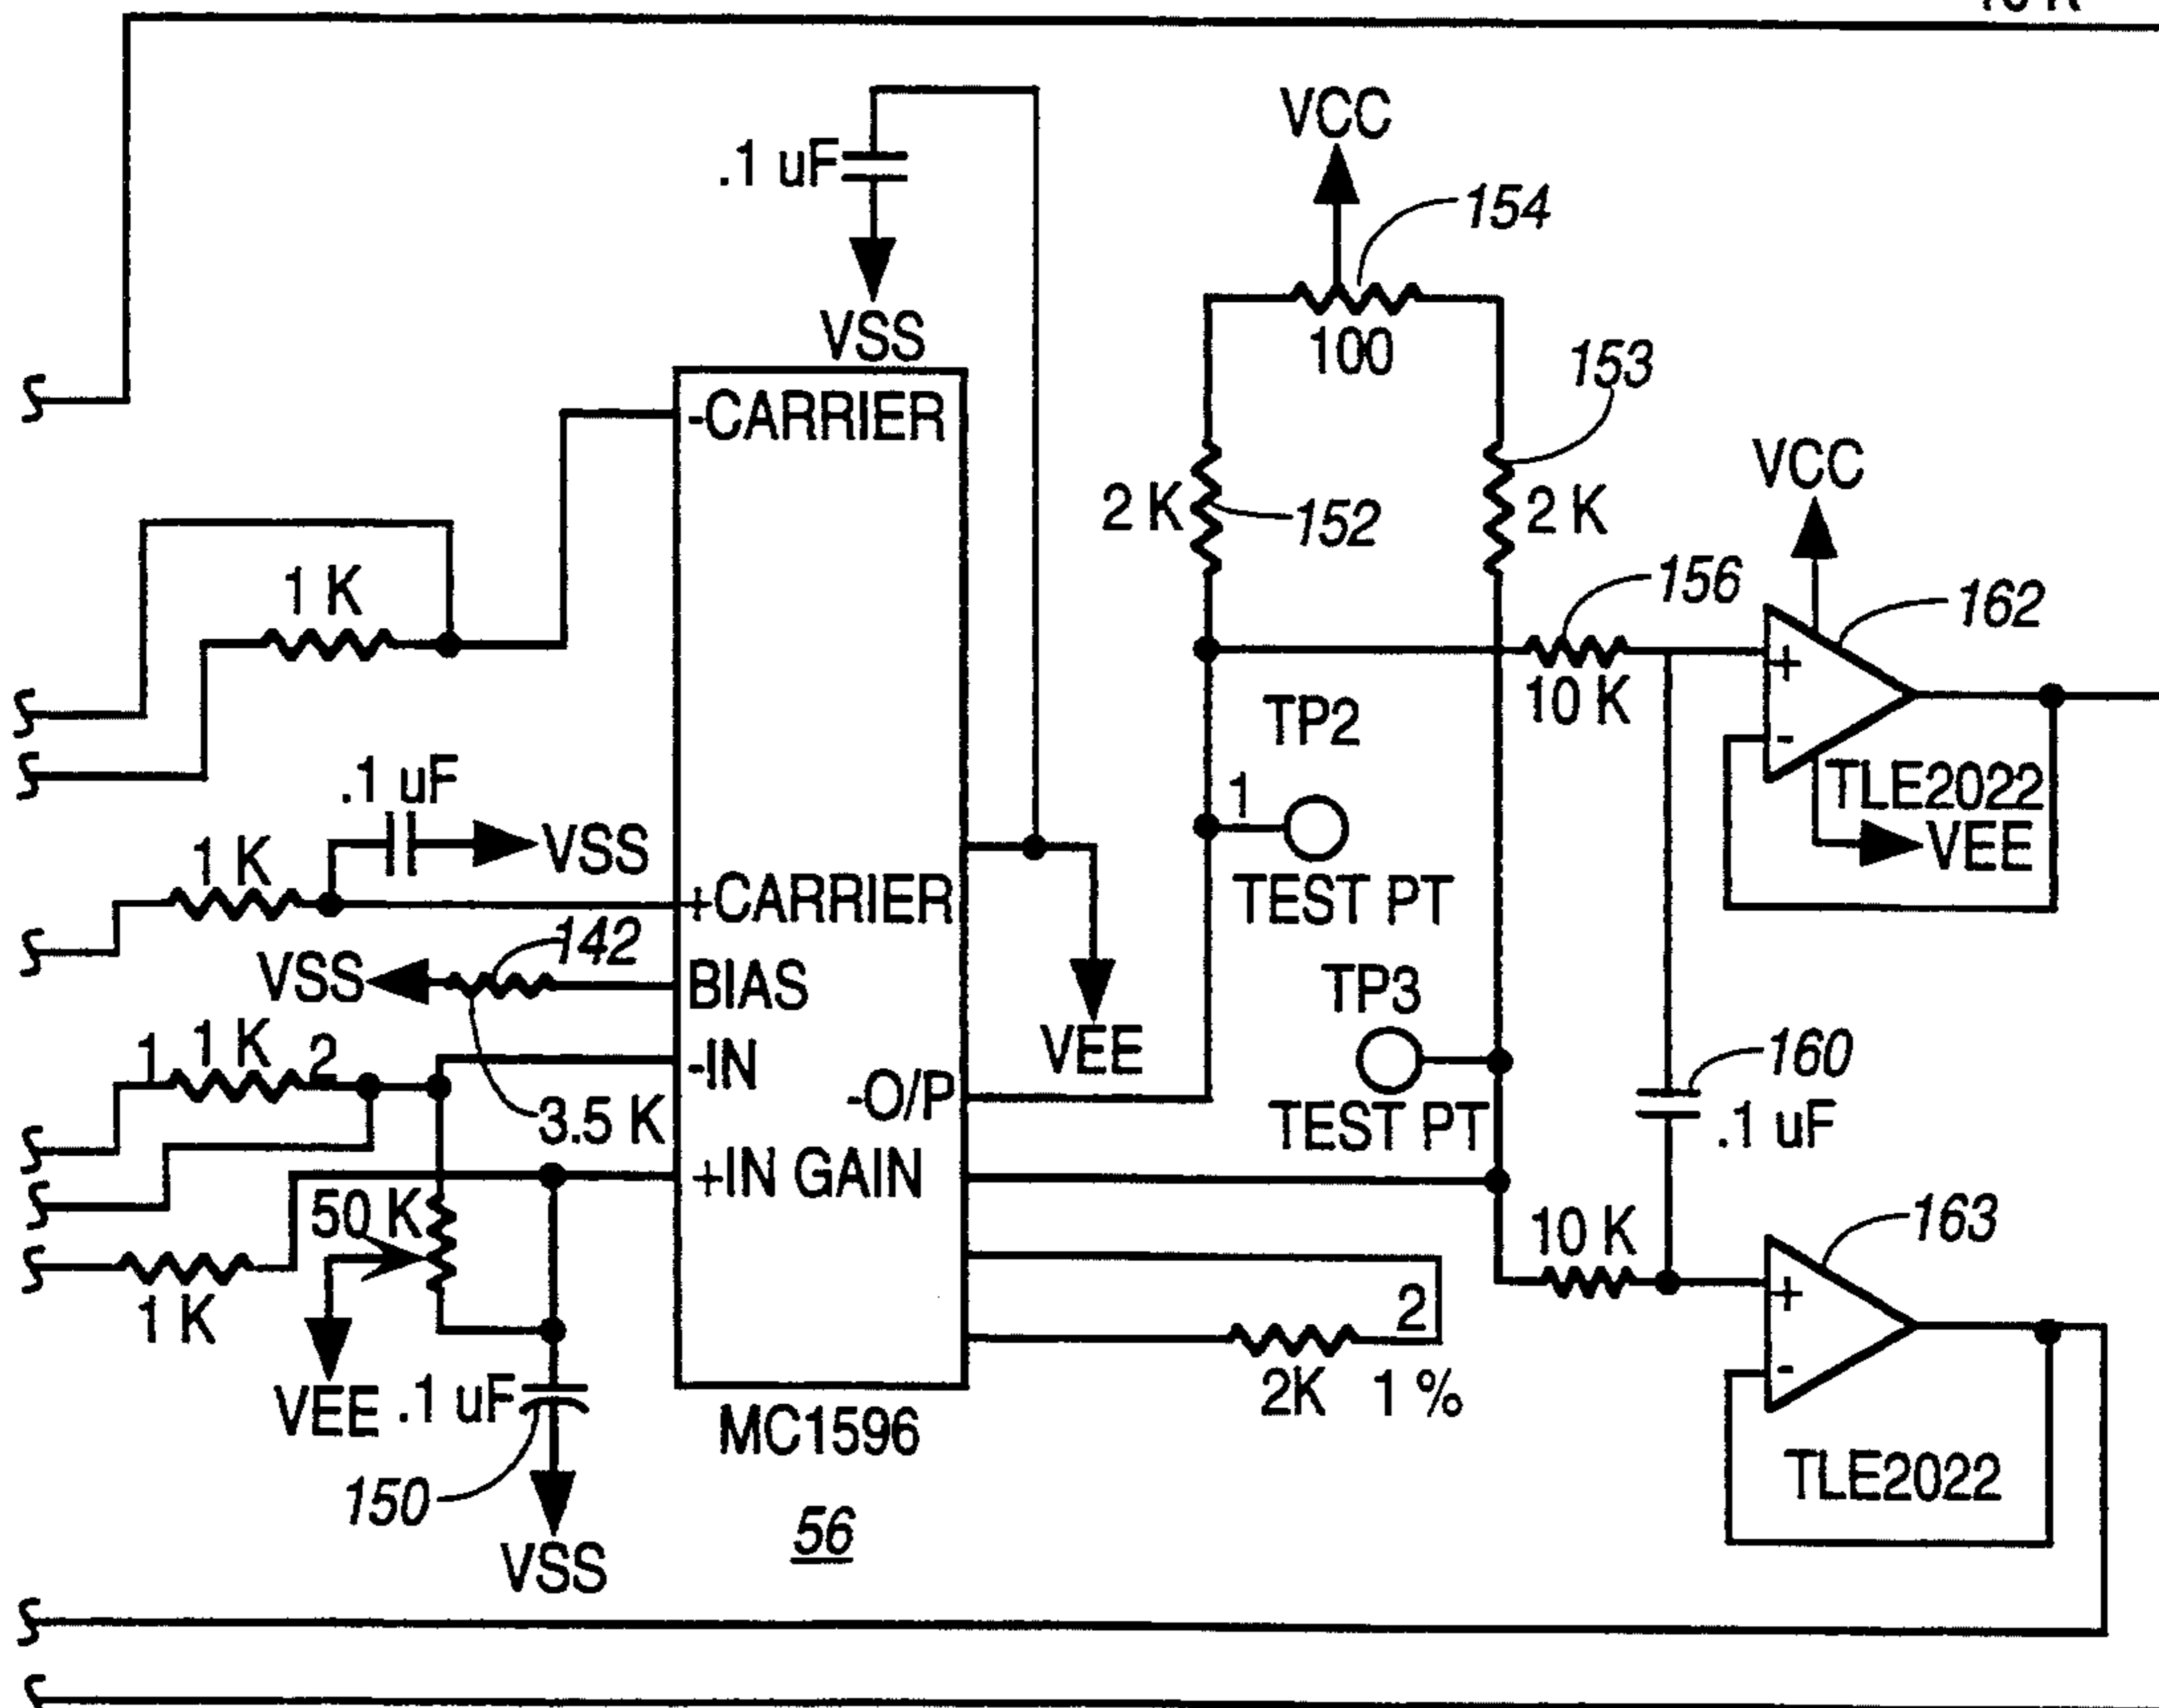 .1 uF
VSS
VCC
154
100
153
2 K
152
2 K
-CARRIER
1 K
156
10 K
VCC
162
+
-
TLE2022
VEE
TP2
1
TEST PT
.1 uF
VSS
1 K
+CARRIER
142
VSS
BIAS
3.5 K
VEE
TP3
TEST PT
1
1 K
2
-IN
-O/P
+IN GAIN
160
.1 uF
50 K
1 K
VEE
.1 uF
150
VSS
10 K
163
+
-
TLE2022
2
2K
1 %
MC1596
56